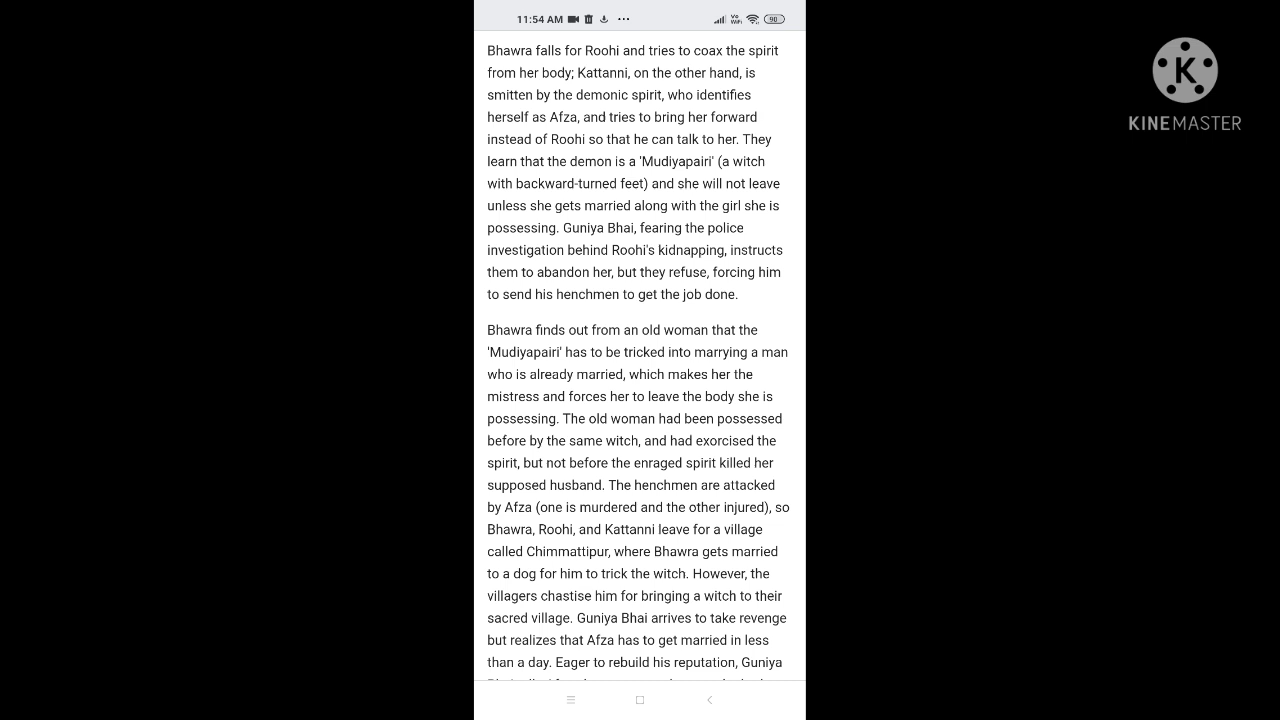 11:54 AM
Vo
WiFi
90
Bhawra falls for Roohi and tries to coax the spirit
from her body; Kattanni, on the other hand, is
smitten by the demonic spirit, who identifies
herself as Afza, and tries to bring her forward
instead of Roohi so that he can talk to her. They
learn that the demon is a 'Mudiyapairi' (a witch
with backward-turned feet) and she will not leave
unless she gets married along with the girl she is
possessing. Guniya Bhai, fearing the police
investigation behind Roohi's kidnapping, instructs
them to abandon her, but they refuse, forcing him
to send his henchmen to get the job done.
Bhawra finds out from an old woman that the
'Mudiyapairi' has to be tricked into marrying a man
who is already married, which makes her the
mistress and forces her to leave the body she is
possessing. The old woman had been possessed
before by the same witch, and had exorcised the
spirit, but not before the enraged spirit killed her
supposed husband. The henchmen are attacked
by Afza (one is murdered and the other injured), so
Bhawra, Roohi, and Kattanni leave for a village
called Chimmattipur, where Bhawra gets married
to a dog for him to trick the witch. However, the
villagers chastise him for bringing a witch to their
sacred village. Guniya Bhai arrives to take revenge
but realizes that Afza has to get married in less
than a day. Eager to rebuild his reputation, Guniya
K
KINEMASTER